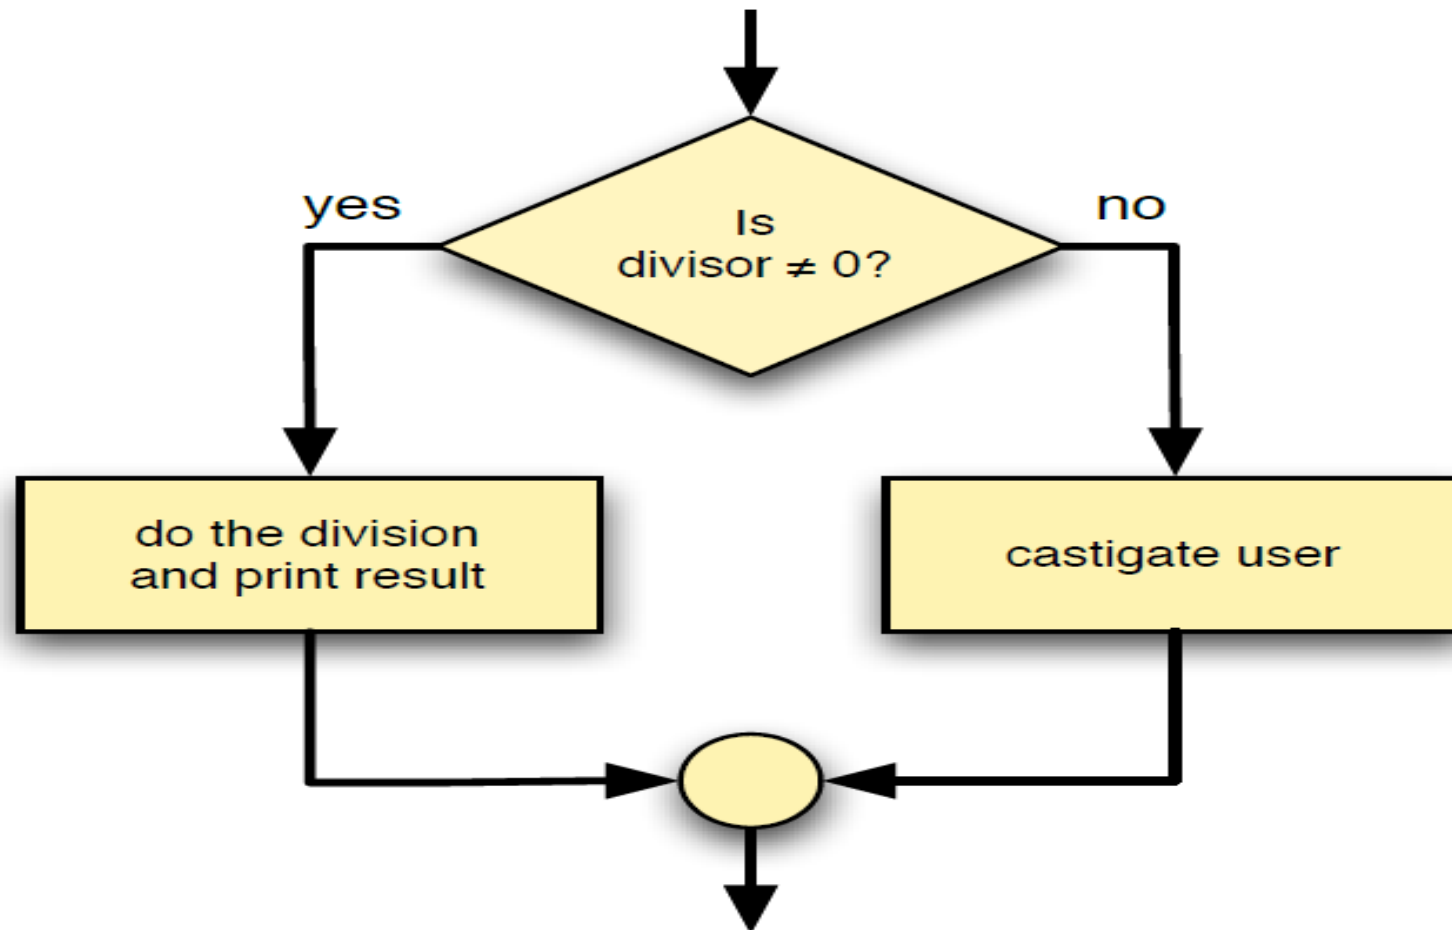 yes
no
Is
divisor ≠ 0?
do the division
and print result
castigate user